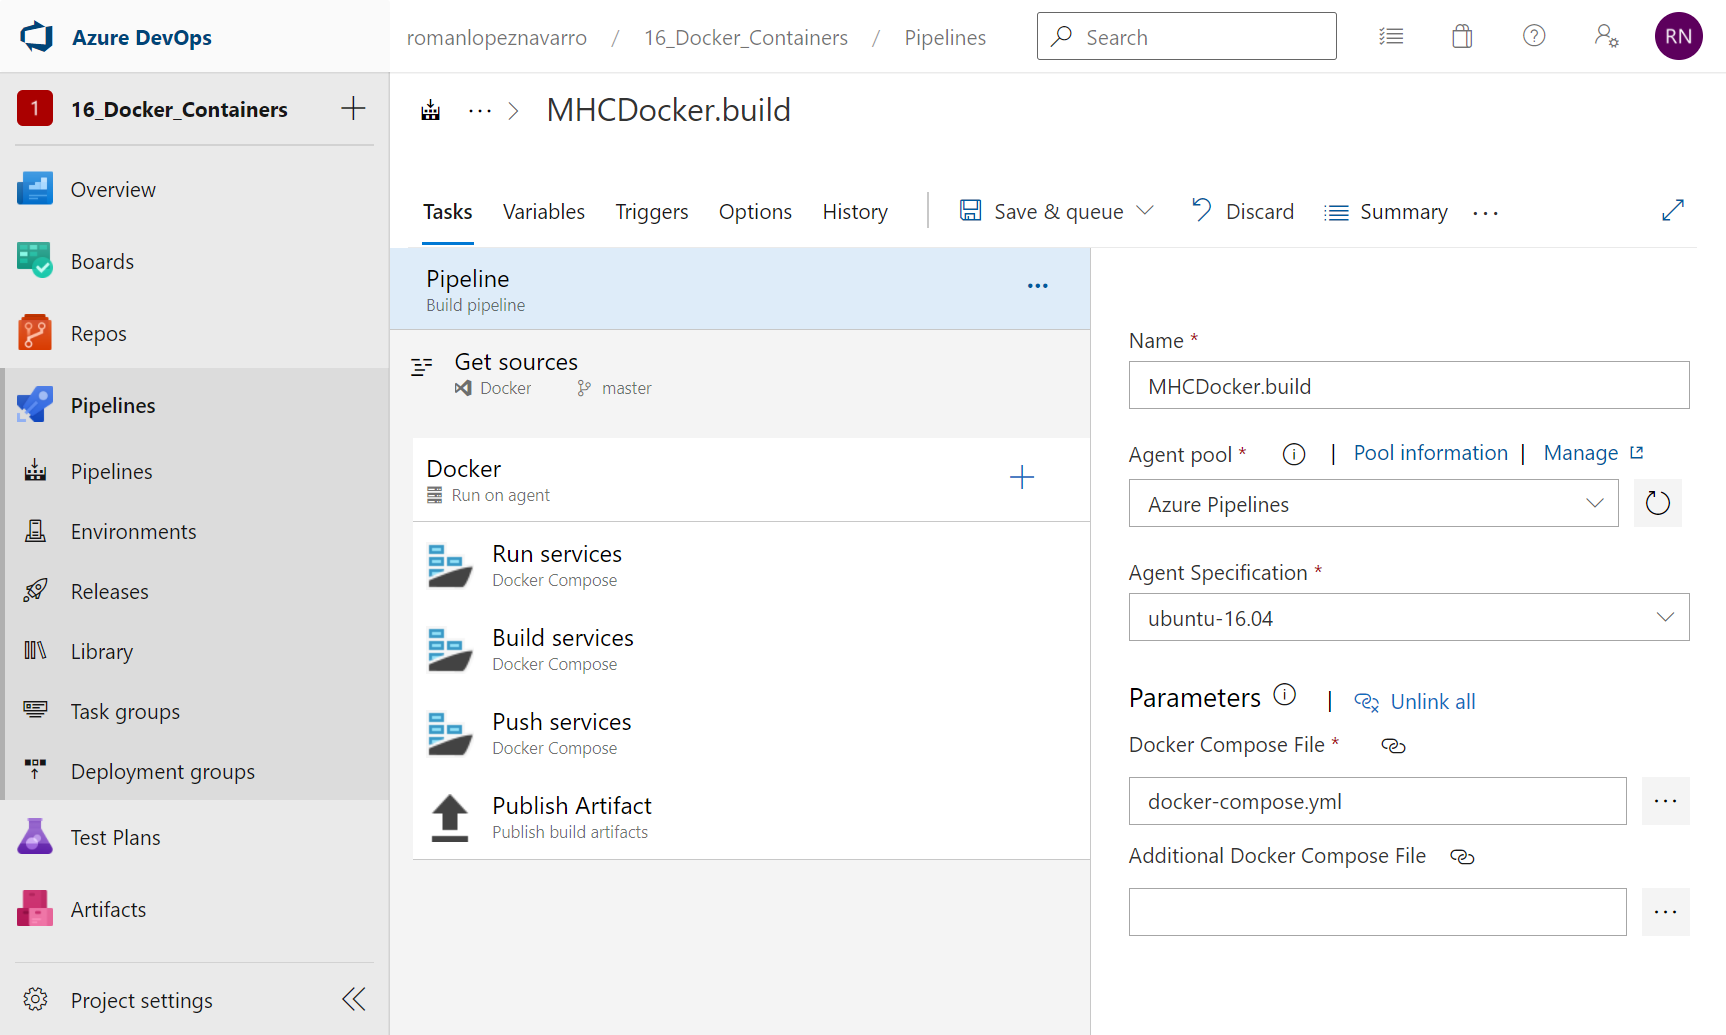 Azure DevOps
romanlopeznavarro / 16_Docker_Containers / Pipelines
Search
RN
1 16_Docker_Containers
Overview
Boards
Repos
Pipelines
Pipelines
Environments
Releases
Library
Task groups
Deployment groups
Test Plans
Artifacts
Project settings
... MHCDocker.build
Tasks Variables Triggers Options History Save & queue Discard Summary ...
Pipeline
Build pipeline
...
Get sources
Docker master
Docker
Run on agent
Run services
Docker Compose
Build services
Docker Compose
Push services
Docker Compose
Publish Artifact
Publish build artifacts
Name *
MHCDocker.build
Agent pool * | Pool information | Manage
Azure Pipelines
Agent Specification *
ubuntu-16.04
Parameters | Unlink all
Docker Compose File *
docker-compose.yml ...
Additional Docker Compose File
...